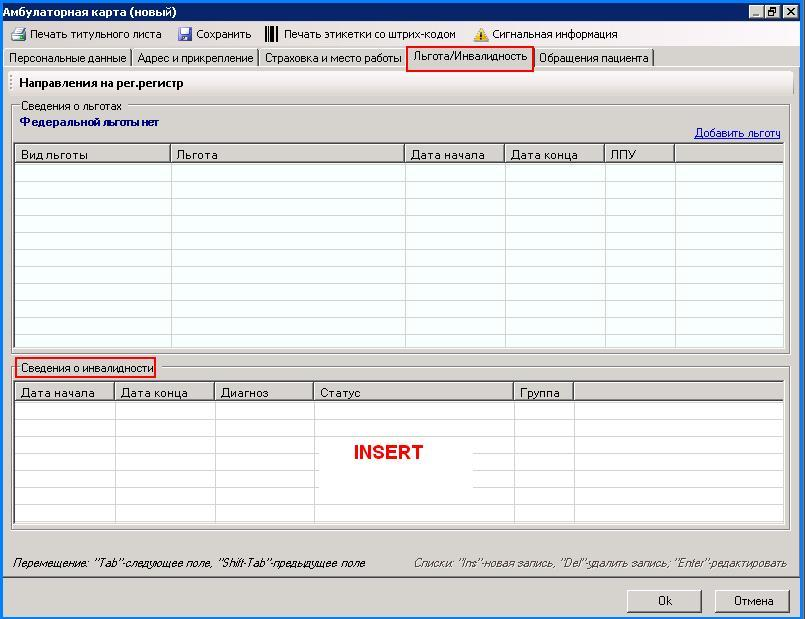 Амбулаторная карта (новый)
Печать титульного листа Сохранить Печать этикетки со штрих-кодом Сигнальная информация
Персональные данные Адрес и прикрепление Страховка и место работы Льгота/Инвалидность Обращения пациента
Направления на рег.регистр
Сведения о льготах
Федеральной льготы нет
Добавить льготу
Вид льготы Льгота Дата начала Дата конца ЛПУ
Сведения о инвалидности
Дата начала Дата конца Диагноз Статус Группа
INSERT
Перемещение: "Tab"-следующее поле, "Shift-Tab"-предыдущее поле Списки: "Ins"-новая запись, "Del"-удалить запись; "Enter"-редактировать
Ok Отмена